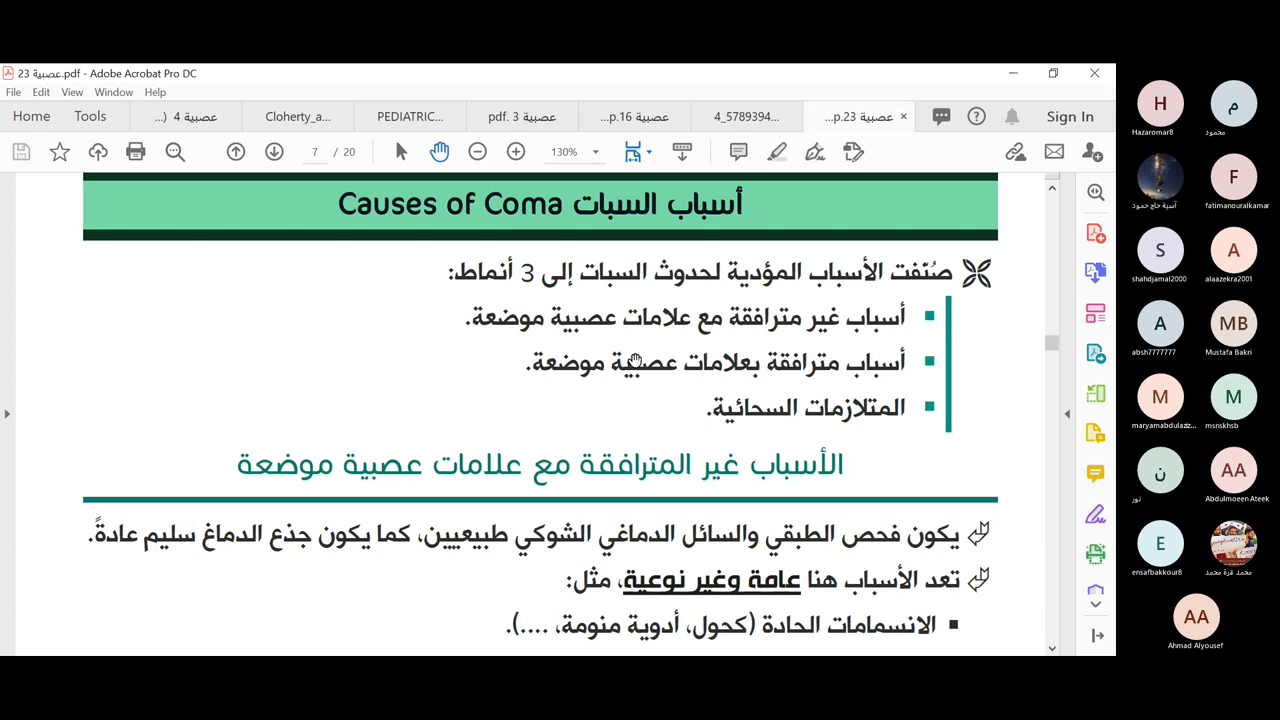 عصبية 23.pdf - Adobe Acrobat Pro DC
File Edit View Window Help
Home Tools
عصبية 4 (...
Cloherty_a...
PEDIATRIC...
عصبية 3 .pdf
عصبية 16.p...
4_5789394...
عصبية 23.p... ×
Sign In
7 / 20
130%
أسباب السبات Causes of Coma
صُنّفت الأسباب المؤدية لحدوث السبات إلى 3 أنماط:
أسباب غير مترافقة مع علامات عصبية موضعة.
أسباب مترافقة بعلامات عصبية موضعة.
المتلازمات السحائية.
الأسباب غير المترافقة مع علامات عصبية موضعة
يكون فحص الطبقي والسائل الدماغي الشوكي طبيعيين، كما يكون جذع الدماغ سليم عادةً.
تعد الأسباب هنا عامة وغير نوعية، مثل:
الانسمامات الحادة (كحول، أدوية منومة، ....).
H
Hazaromar8
م
محمود
آسية حاج حمود
F
fatimanouralkamar
S
shahdjamal2000
A
alaazekra2001
A
absh7777777
MB
Mustafa Bakri
M
maryamabdulaziz...
M
msnskhsb
ن
نور
AA
Abdulmoeen Ateek
E
ensafbakkour8
محمد قرة محمد
AA
Ahmad Alyousef